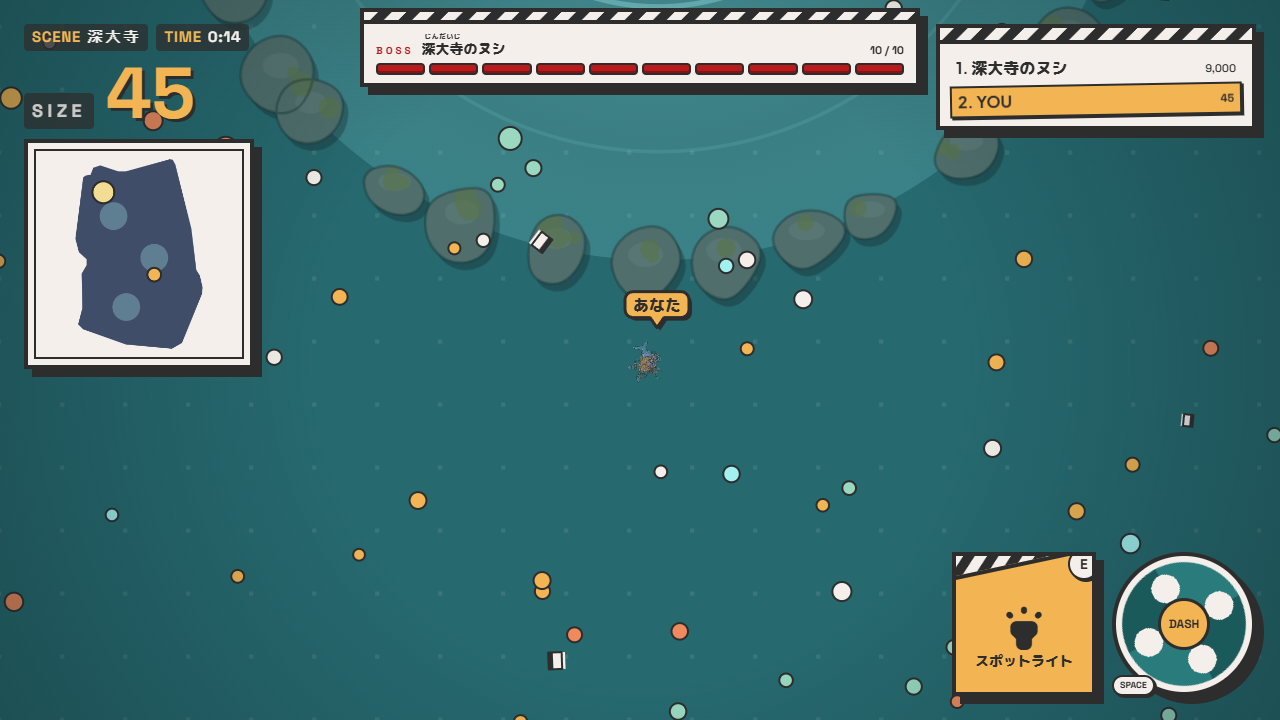 SCENE 深大寺 TIME 0:14
SIZE 45
じんだいじ
BOSS 深大寺のヌシ 10 / 10
1. 深大寺のヌシ 9,000
2. YOU 45
あなた
E
スポットライト
DASH
SPACE